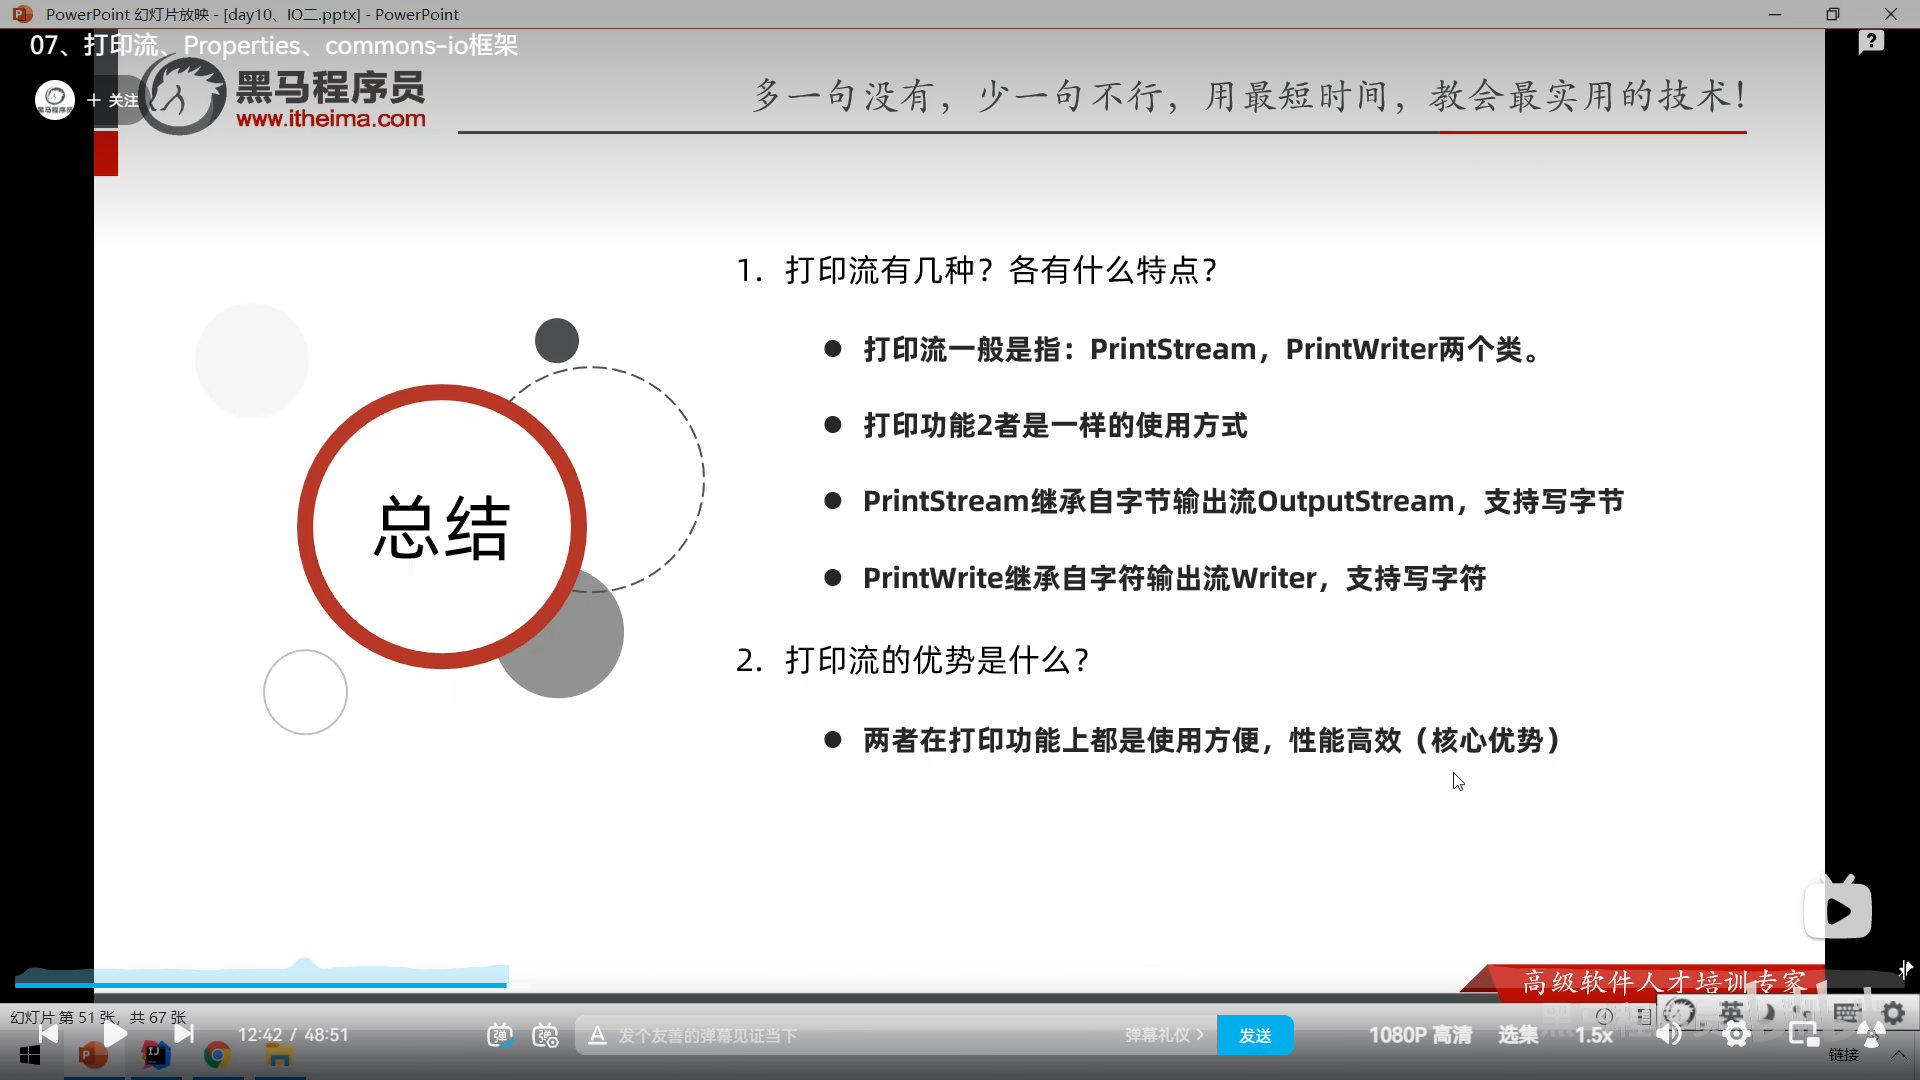 PowerPoint 幻灯片放映 - [day10、IO二.pptx] - PowerPoint
07、打印流、Properties、commons-io框架
+ 关注
黑马程序员
www.itheima.com
多一句没有，少一句不行，用最短时间，教会最实用的技术！
1. 打印流有几种？各有什么特点？
打印流一般是指：PrintStream，PrintWriter两个类。
打印功能2者是一样的使用方式
PrintStream继承自字节输出流OutputStream，支持写字节
PrintWrite继承自字符输出流Writer，支持写字符
总结
2. 打印流的优势是什么？
两者在打印功能上都是使用方便，性能高效（核心优势）
高级软件人才培训专家
幻灯片 第 51 张，共 67 张
英
12:42 / 48:51
弹
弹
发个友善的弹幕见证当下
弹幕礼仪 >
发送
1080P 高清
选集
1.5x
链接